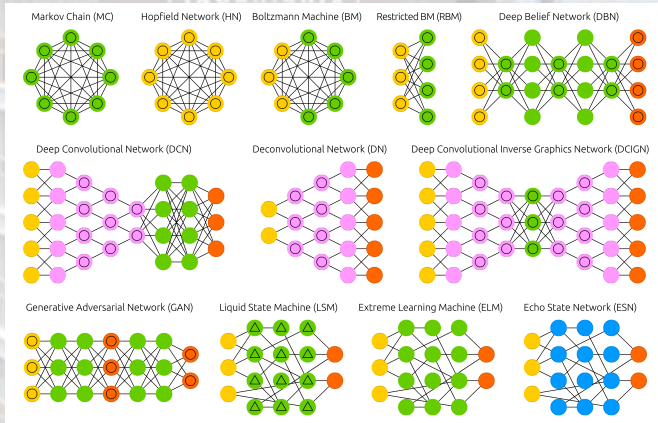 Markov Chain (MC)
Hopfield Network (HN)
Boltzmann Machine (BM)
Restricted BM (RBM)
Deep Belief Network (DBN)
Deep Convolutional Network (DCN)
Deconvolutional Network (DN)
Deep Convolutional Inverse Graphics Network (DCIGN)
Generative Adversarial Network (GAN)
Liquid State Machine (LSM)
Extreme Learning Machine (ELM)
Echo State Network (ESN)